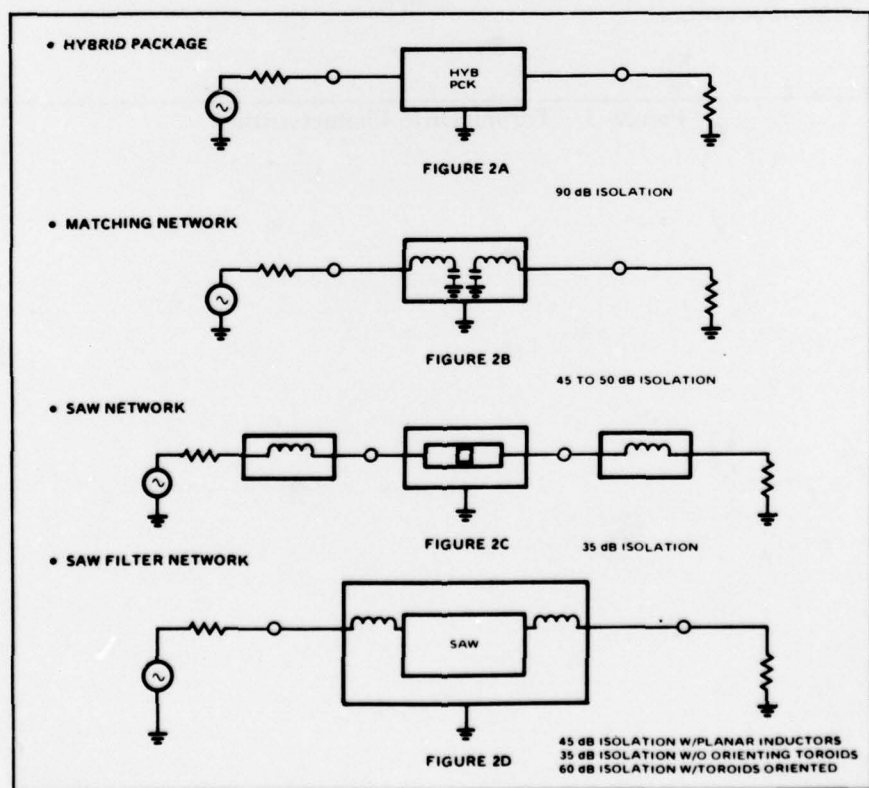 • HYBRID PACKAGE
HYB
PCK
FIGURE 2A
90 dB ISOLATION
• MATCHING NETWORK
FIGURE 2B
45 TO 50 dB ISOLATION
• SAW NETWORK
FIGURE 2C
35 dB ISOLATION
• SAW FILTER NETWORK
SAW
FIGURE 2D
45 dB ISOLATION W/PLANAR INDUCTORS
35 dB ISOLATION W/O ORIENTING TOROIDS
60 dB ISOLATION W/TOROIDS ORIENTED